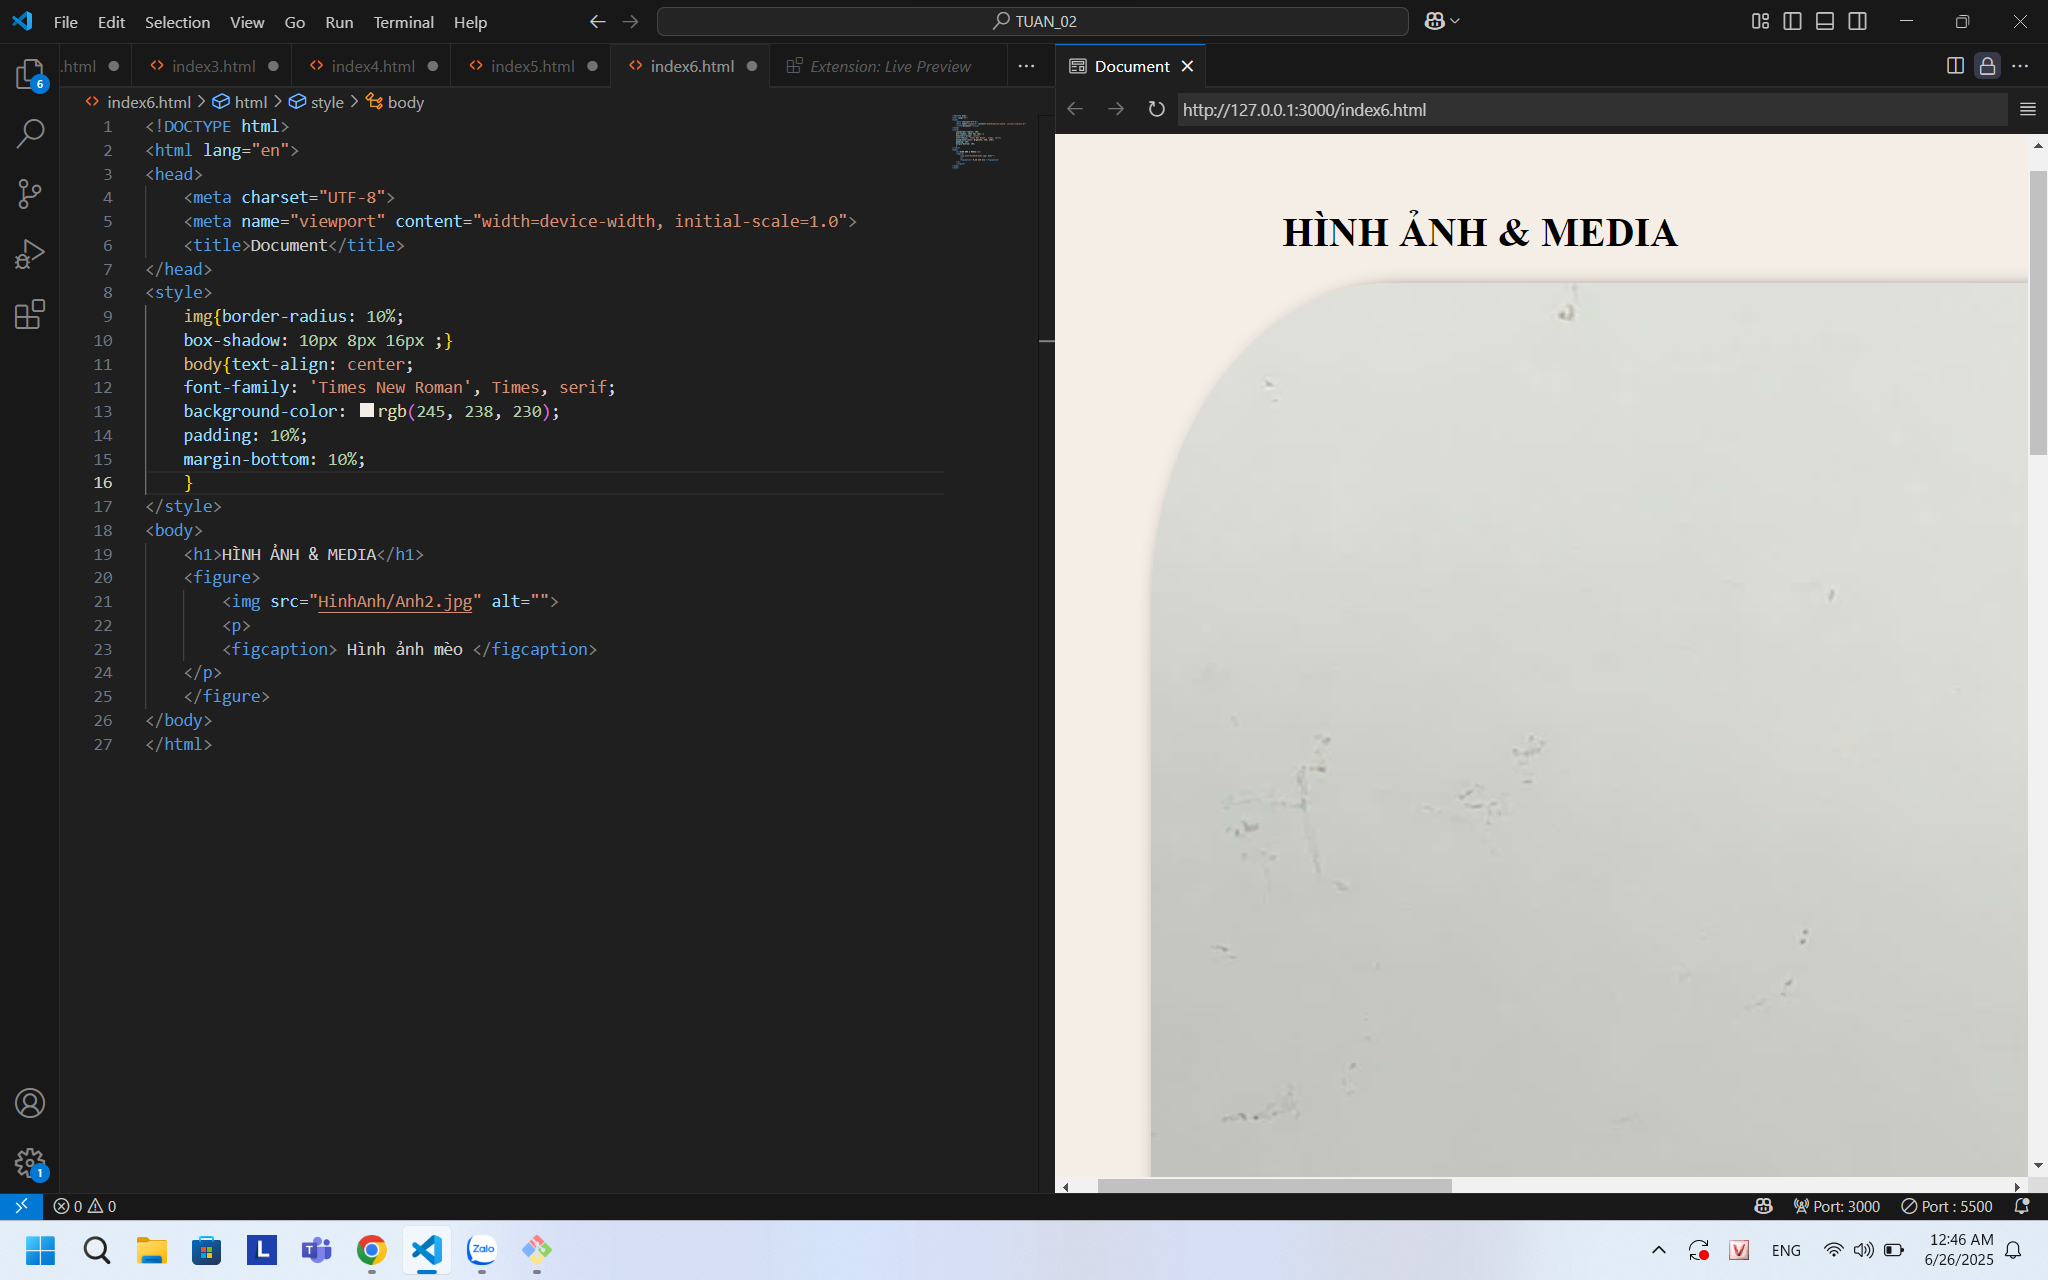 File Edit Selection View Go Run Terminal Help
TUAN_02
.html
index3.html
index4.html
index5.html
index6.html
Extension: Live Preview
Document
6
index6.html > html > style > body
http://127.0.0.1:3000/index6.html
1 <!DOCTYPE html>
2 <html lang="en">
3 <head>
4 <meta charset="UTF-8">
5 <meta name="viewport" content="width=device-width, initial-scale=1.0">
6 <title>Document</title>
7 </head>
8 <style>
9 img{border-radius: 10%;
10 box-shadow: 10px 8px 16px ;}
11 body{text-align: center;
12 font-family: 'Times New Roman', Times, serif;
13 background-color: rgb(245, 238, 230);
14 padding: 10%;
15 margin-bottom: 10%;
16 }
17 </style>
18 <body>
19 <h1>HÌNH ẢNH & MEDIA</h1>
20 <figure>
21 <img src="HinhAnh/Anh2.jpg" alt="">
22 <p>
23 <figcaption> Hình ảnh mèo </figcaption>
24 </p>
25 </figure>
26 </body>
27 </html>
HÌNH ẢNH & MEDIA
1
0 0
Port: 3000
Port : 5500
L
T
Zalo
V
ENG
12:46 AM
6/26/2025